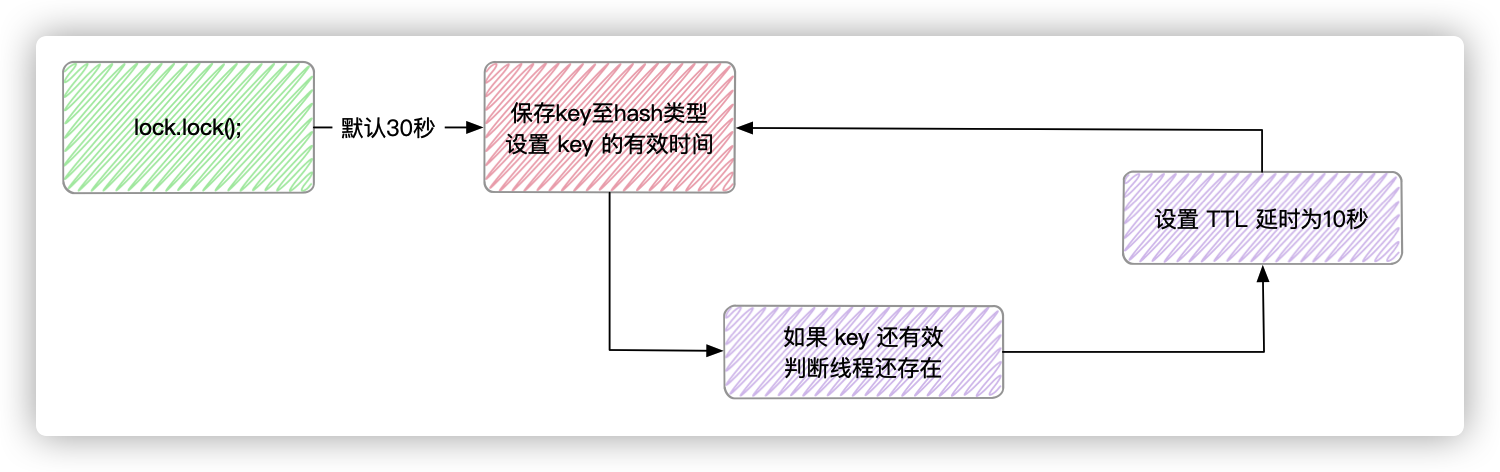 lock.lock();
默认30秒
保存key至hash类型
设置 key 的有效时间
设置 TTL 延时为10秒
如果 key 还有效
判断线程还存在